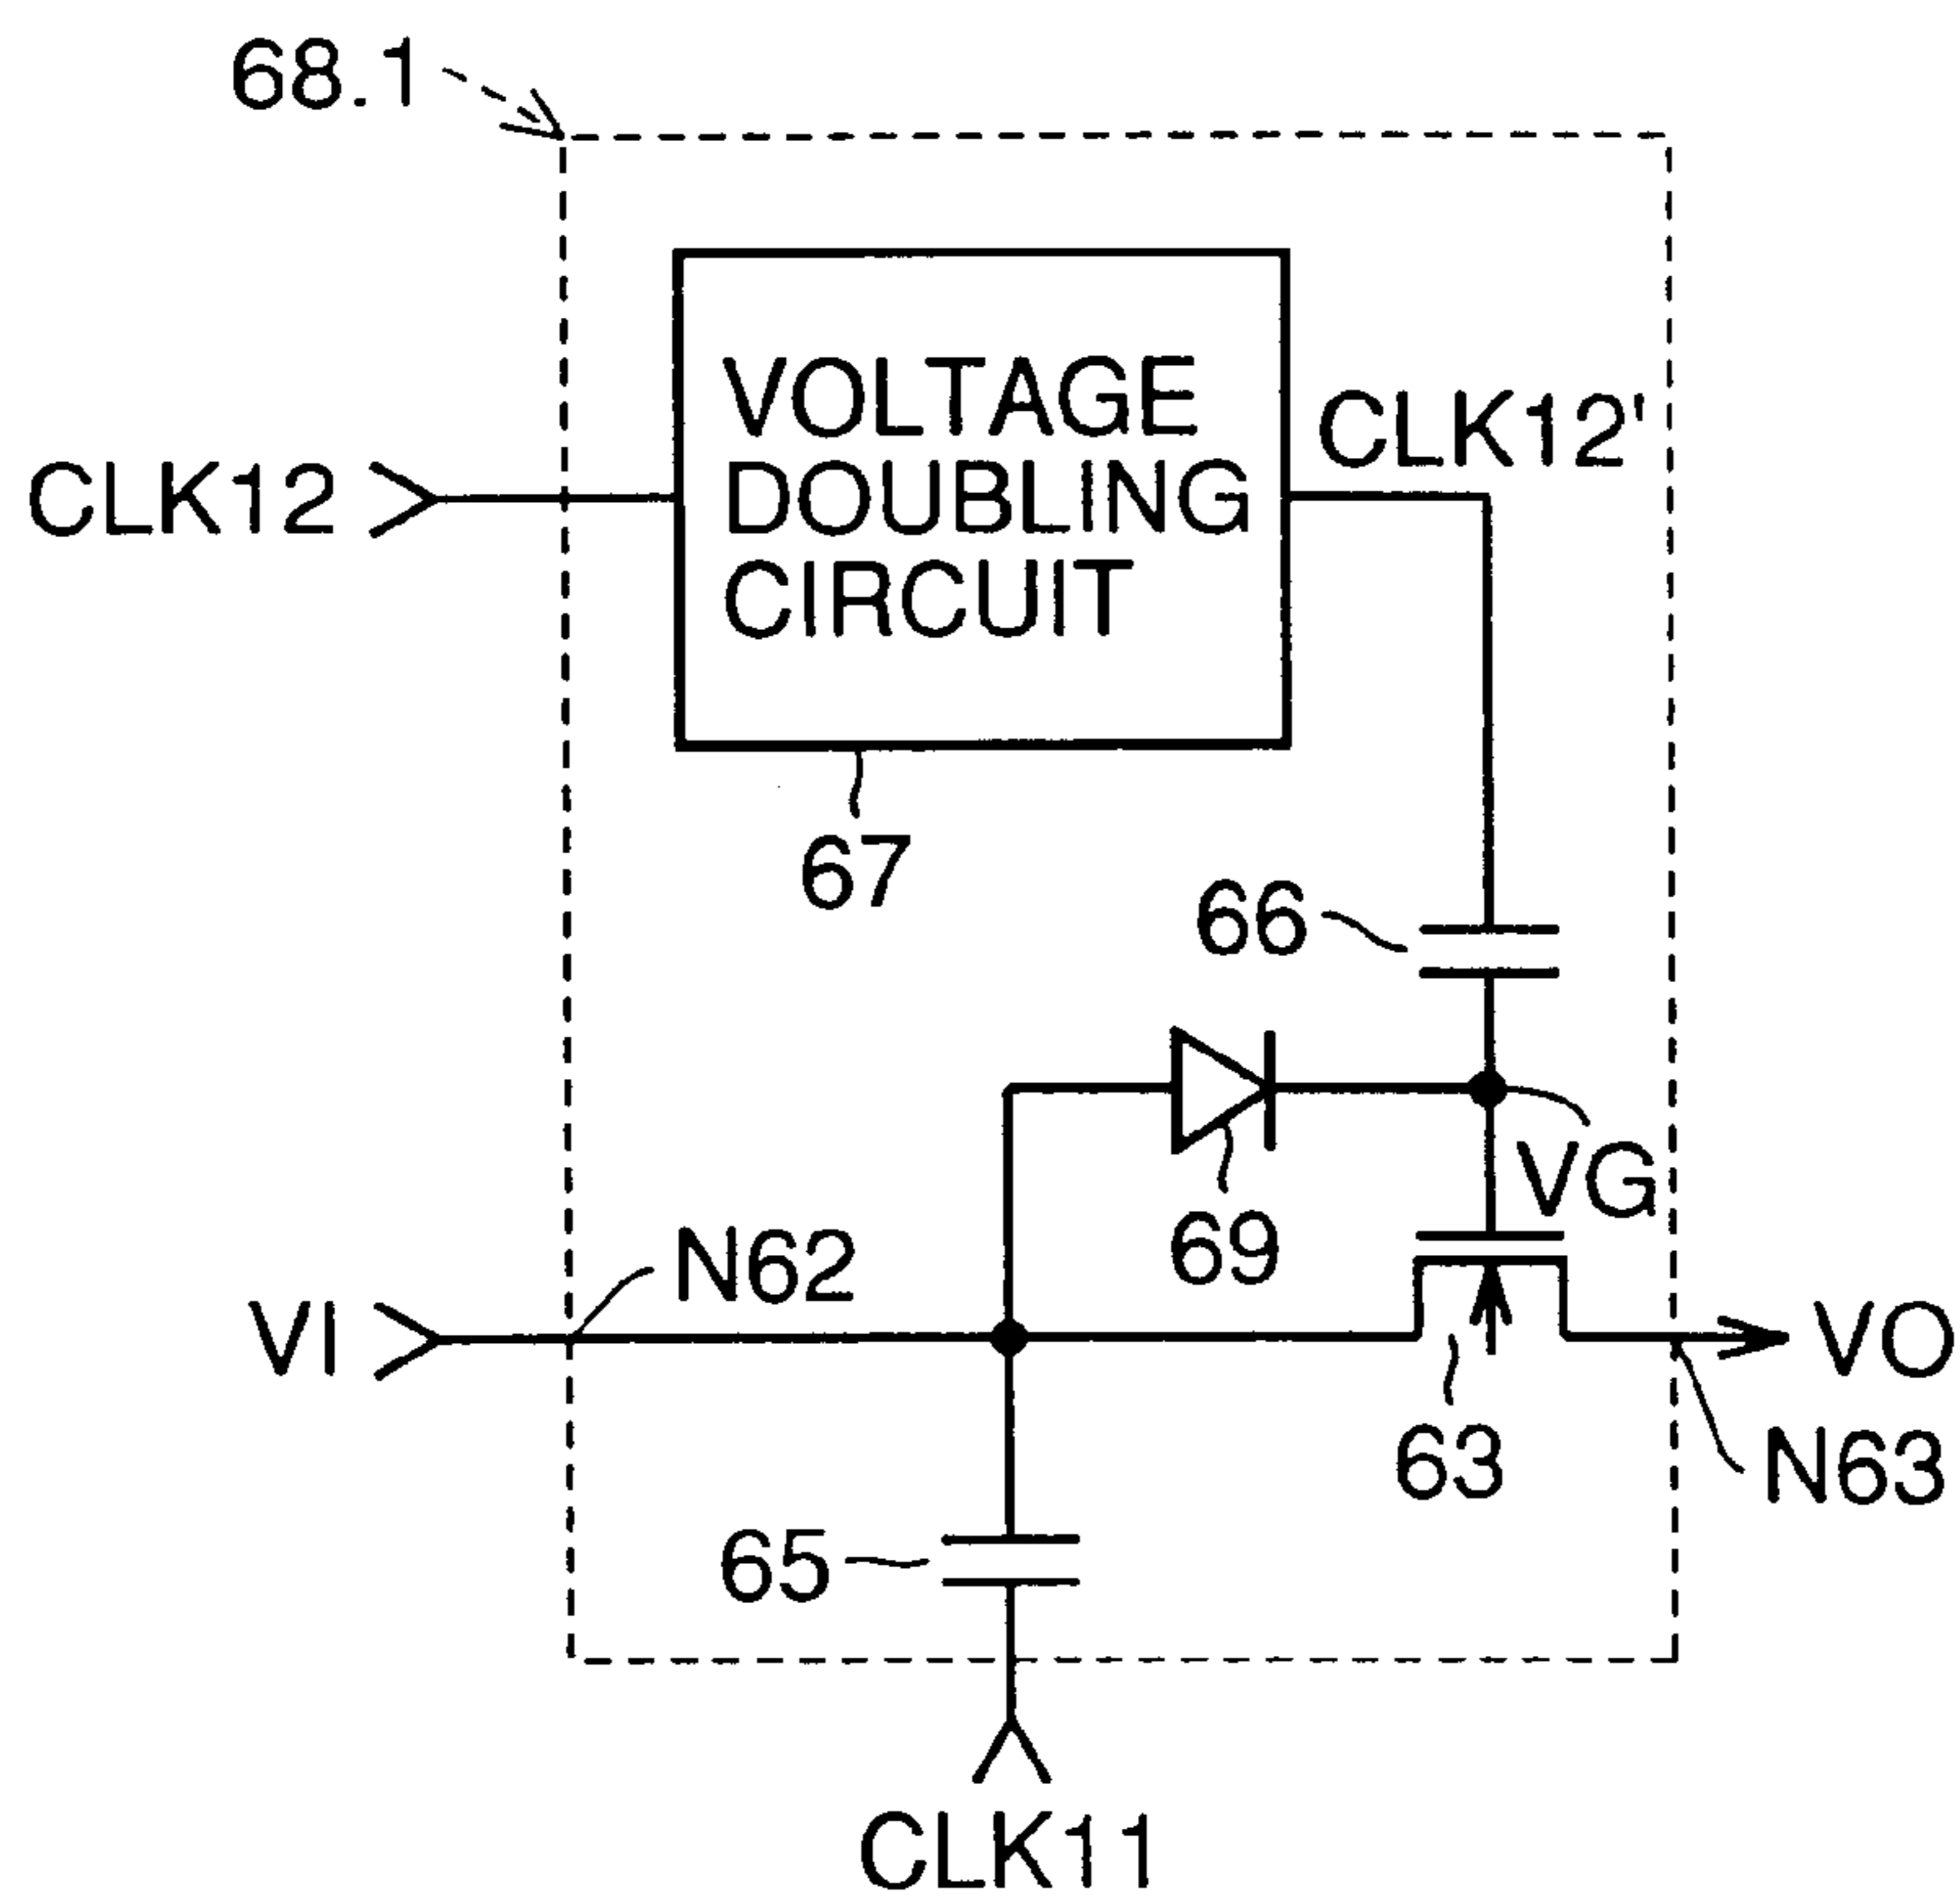 68.1
VOLTAGE
DOUBLING
CIRCUIT
CLK12
CLK12'
67
66
69
VG
N62
VI
VO
63
N63
65
CLK11